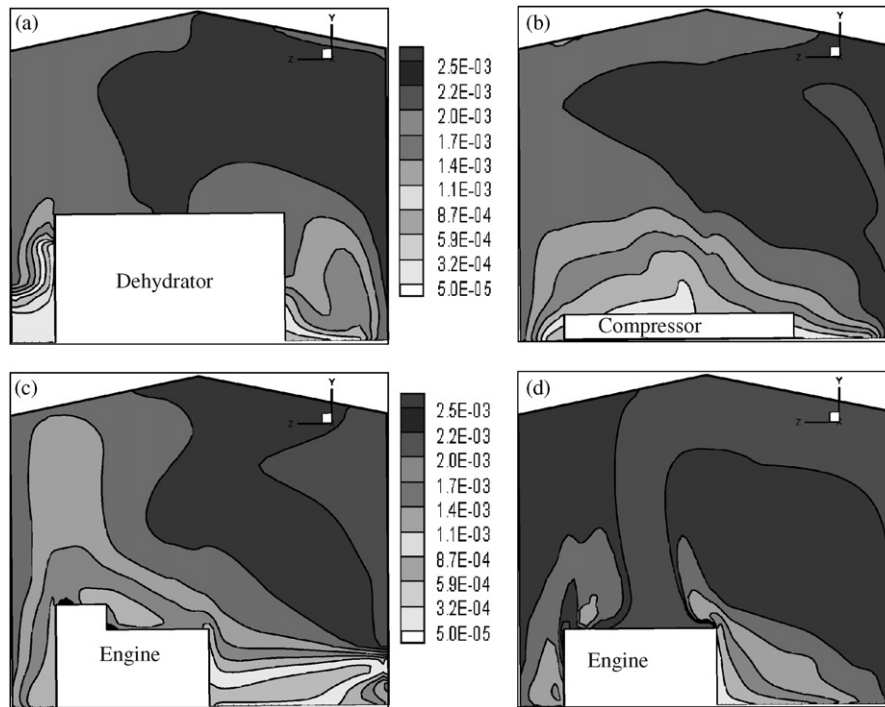 (a)
Y
Z
X
Dehydrator
2.5E-03
2.2E-03
2.0E-03
1.7E-03
1.4E-03
1.1E-03
8.7E-04
5.9E-04
3.2E-04
5.0E-05
(b)
Y
Z
X
Compressor
(c)
Y
Z
X
Engine
2.5E-03
2.2E-03
2.0E-03
1.7E-03
1.4E-03
1.1E-03
8.7E-04
5.9E-04
3.2E-04
5.0E-05
(d)
Y
Z
X
Engine